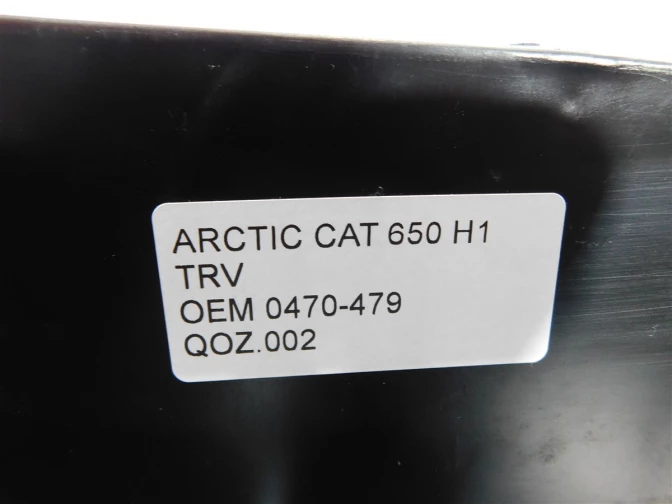 ARCTIC CAT 650 H1
TRV
OEM 0470-479
QOZ.002